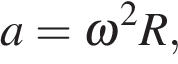 a = ω²R,